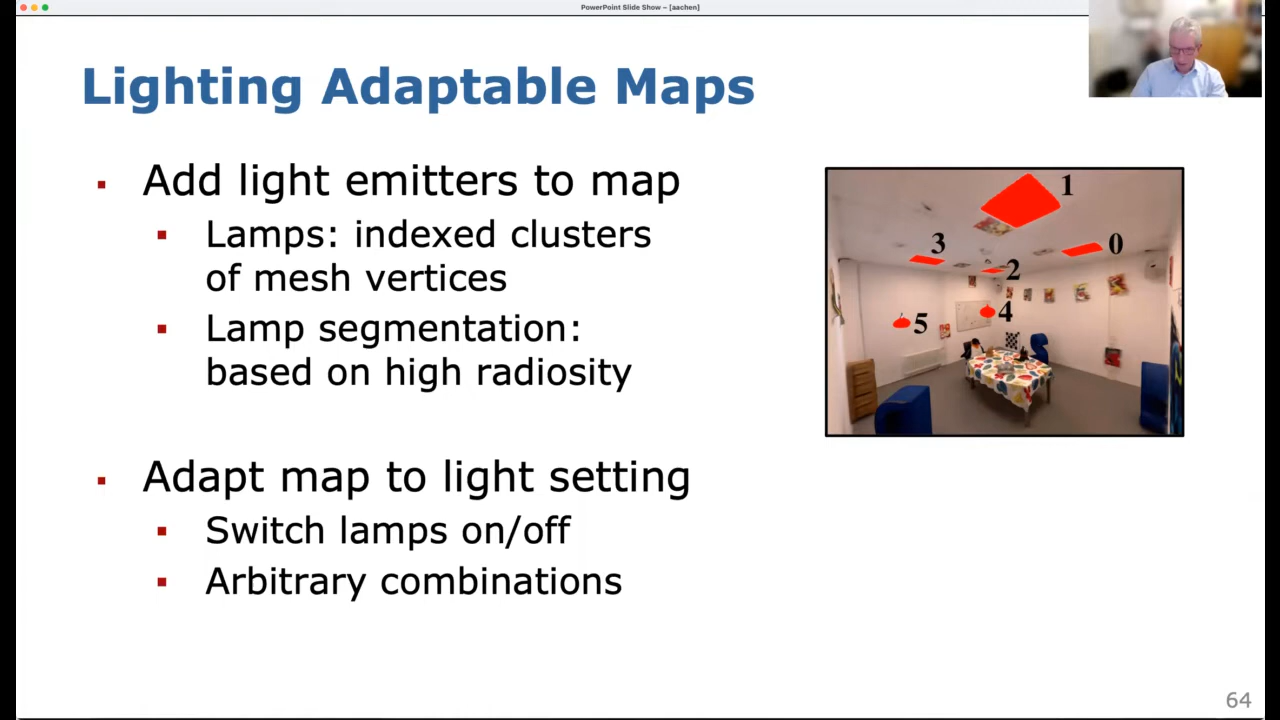 PowerPoint Slide Show – [aachen]
Lighting Adaptable Maps
Add light emitters to map
Lamps: indexed clusters
of mesh vertices
Lamp segmentation:
based on high radiosity
Adapt map to light setting
Switch lamps on/off
Arbitrary combinations
1
3
0
2
4
5
64